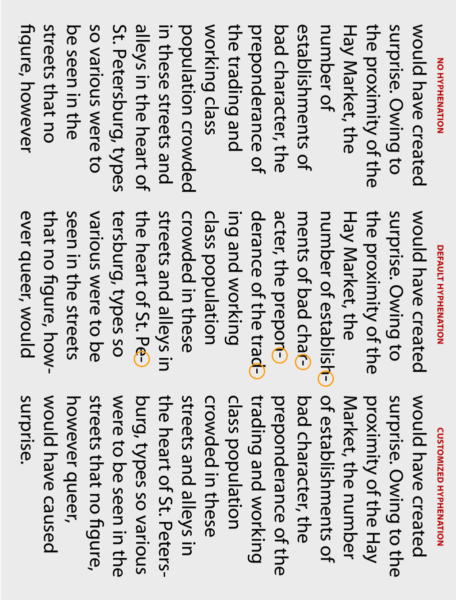 NO HYPHENATION
would have created
surprise. Owing to
the proximity of the
Hay Market, the
number of
establishments of
bad character, the
preponderance of
the trading and
working class
population crowded
in these streets and
alleys in the heart of
St. Petersburg, types
so various were to
be seen in the
streets that no
figure, however
DEFAULT HYPHENATION
would have created
surprise. Owing to
the proximity of the
Hay Market, the
number of establish-
ments of bad char-
acter, the prepon-
derance of the trad-
ing and working
class population
crowded in these
streets and alleys in
the heart of St. Pe-
tersburg, types so
various were to be
seen in the streets
that no figure, how-
ever queer, would
CUSTOMIZED HYPHENATION
would have created
surprise. Owing to the
proximity of the Hay
Market, the number
of establishments of
bad character, the
preponderance of the
trading and working
class population
crowded in these
streets and alleys in
the heart of St. Peters-
burg, types so various
were to be seen in the
streets that no figure,
however queer,
would have caused
surprise.